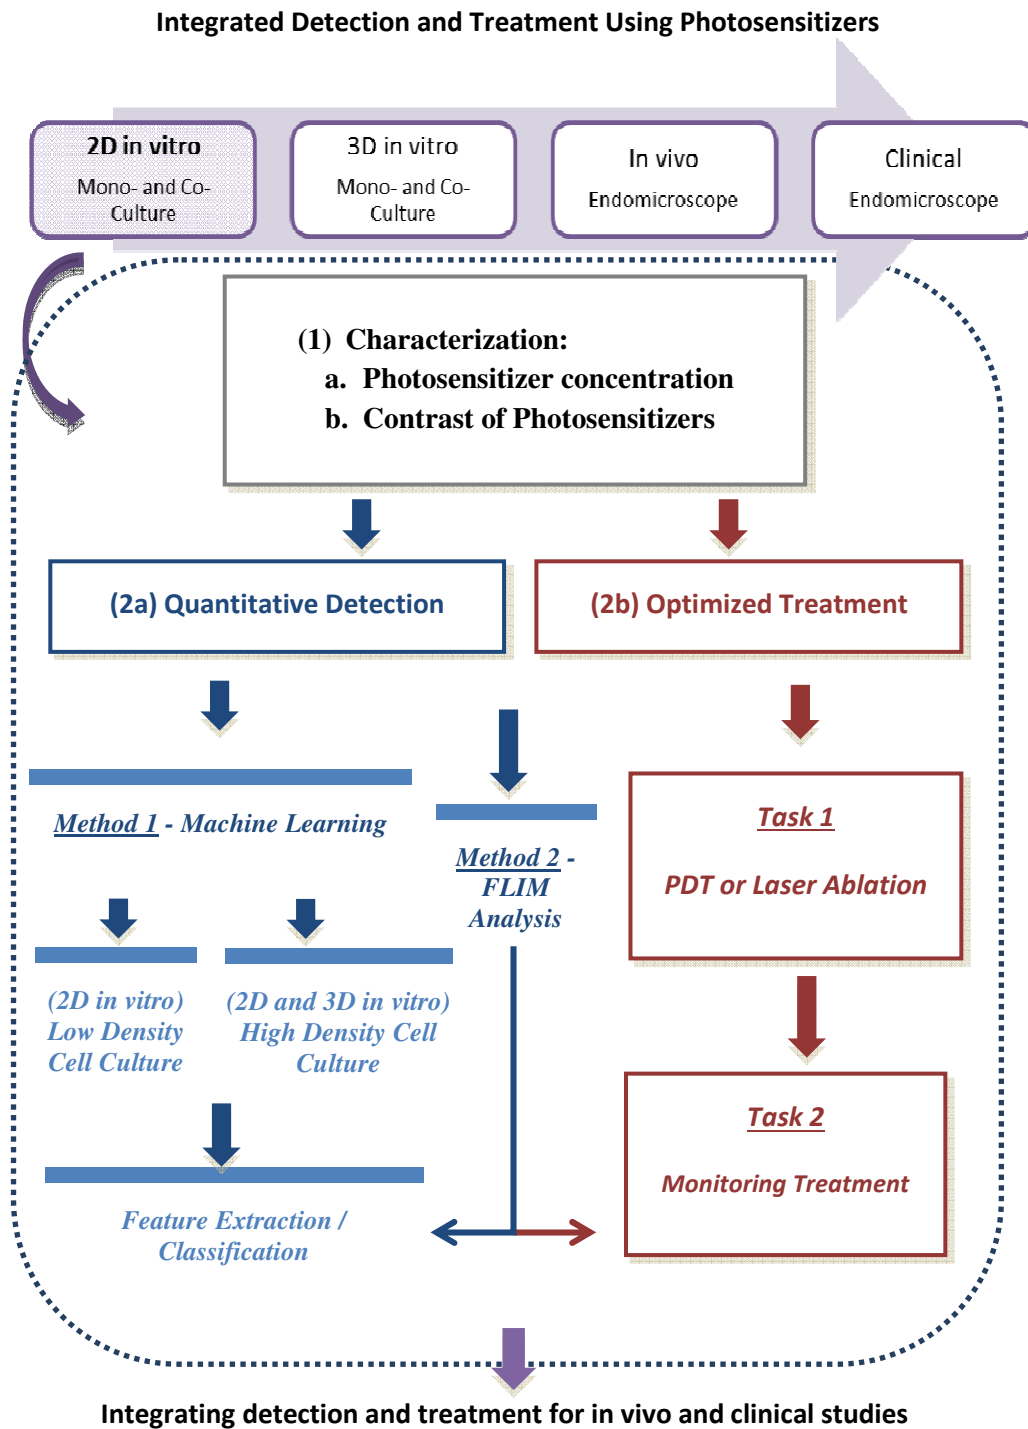 Integrated Detection and Treatment Using Photosensitizers
2D in vitro
Mono- and Co-
Culture
3D in vitro
Mono- and Co-
Culture
In vivo
Endomicroscope
Clinical
Endomicroscope
(1) Characterization:
a. Photosensitizer concentration
b. Contrast of Photosensitizers
(2a) Quantitative Detection
(2b) Optimized Treatment
Method 1 - Machine Learning
Method 2 -
FLIM
Analysis
Task 1
PDT or Laser Ablation
(2D in vitro)
Low Density
Cell Culture
(2D and 3D in vitro)
High Density Cell
Culture
Task 2
Monitoring Treatment
Feature Extraction /
Classification
Integrating detection and treatment for in vivo and clinical studies